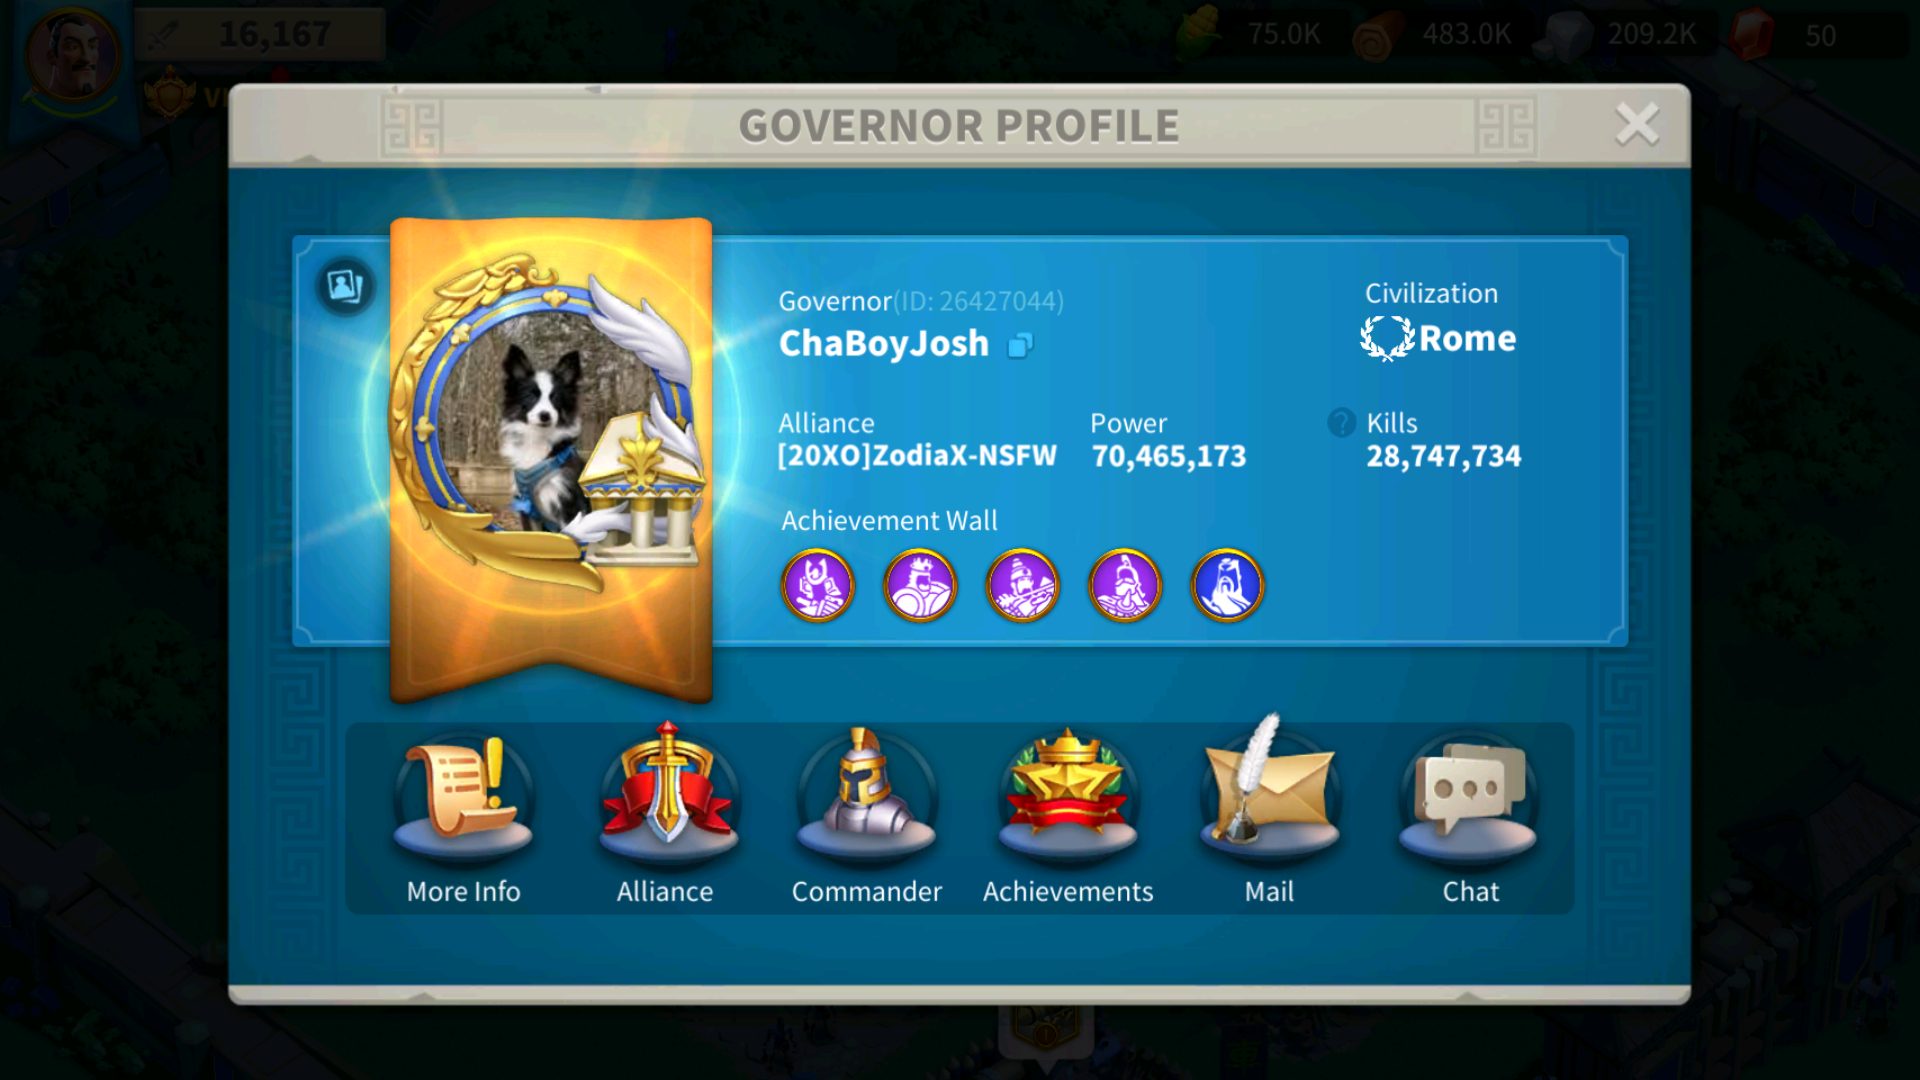 16,167
75.0K
483.0K
209.2K
50
GOVERNOR PROFILE
Governor(ID: 26427044)
ChaBoyJosh
Civilization
Rome
Alliance
[20XO]ZodiaX-NSFW
Power
70,465,173
?
Kills
28,747,734
Achievement Wall
More Info
Alliance
Commander
Achievements
Mail
Chat